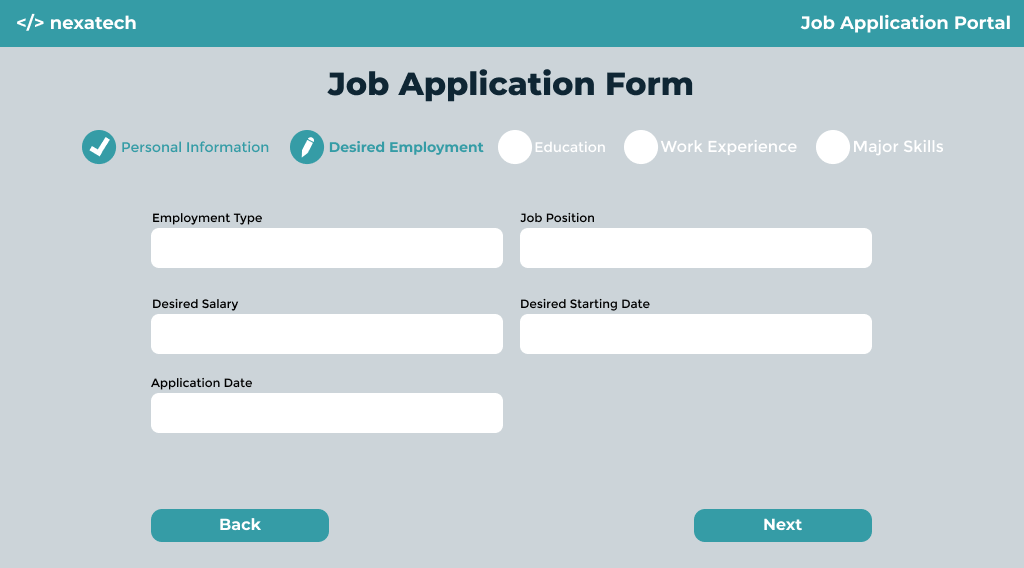 </> nexatech
Job Application Portal
Job Application Form
Personal Information
Desired Employment
Education
Work Experience
Major Skills
Employment Type
Job Position
Desired Salary
Desired Starting Date
Application Date
Back
Next